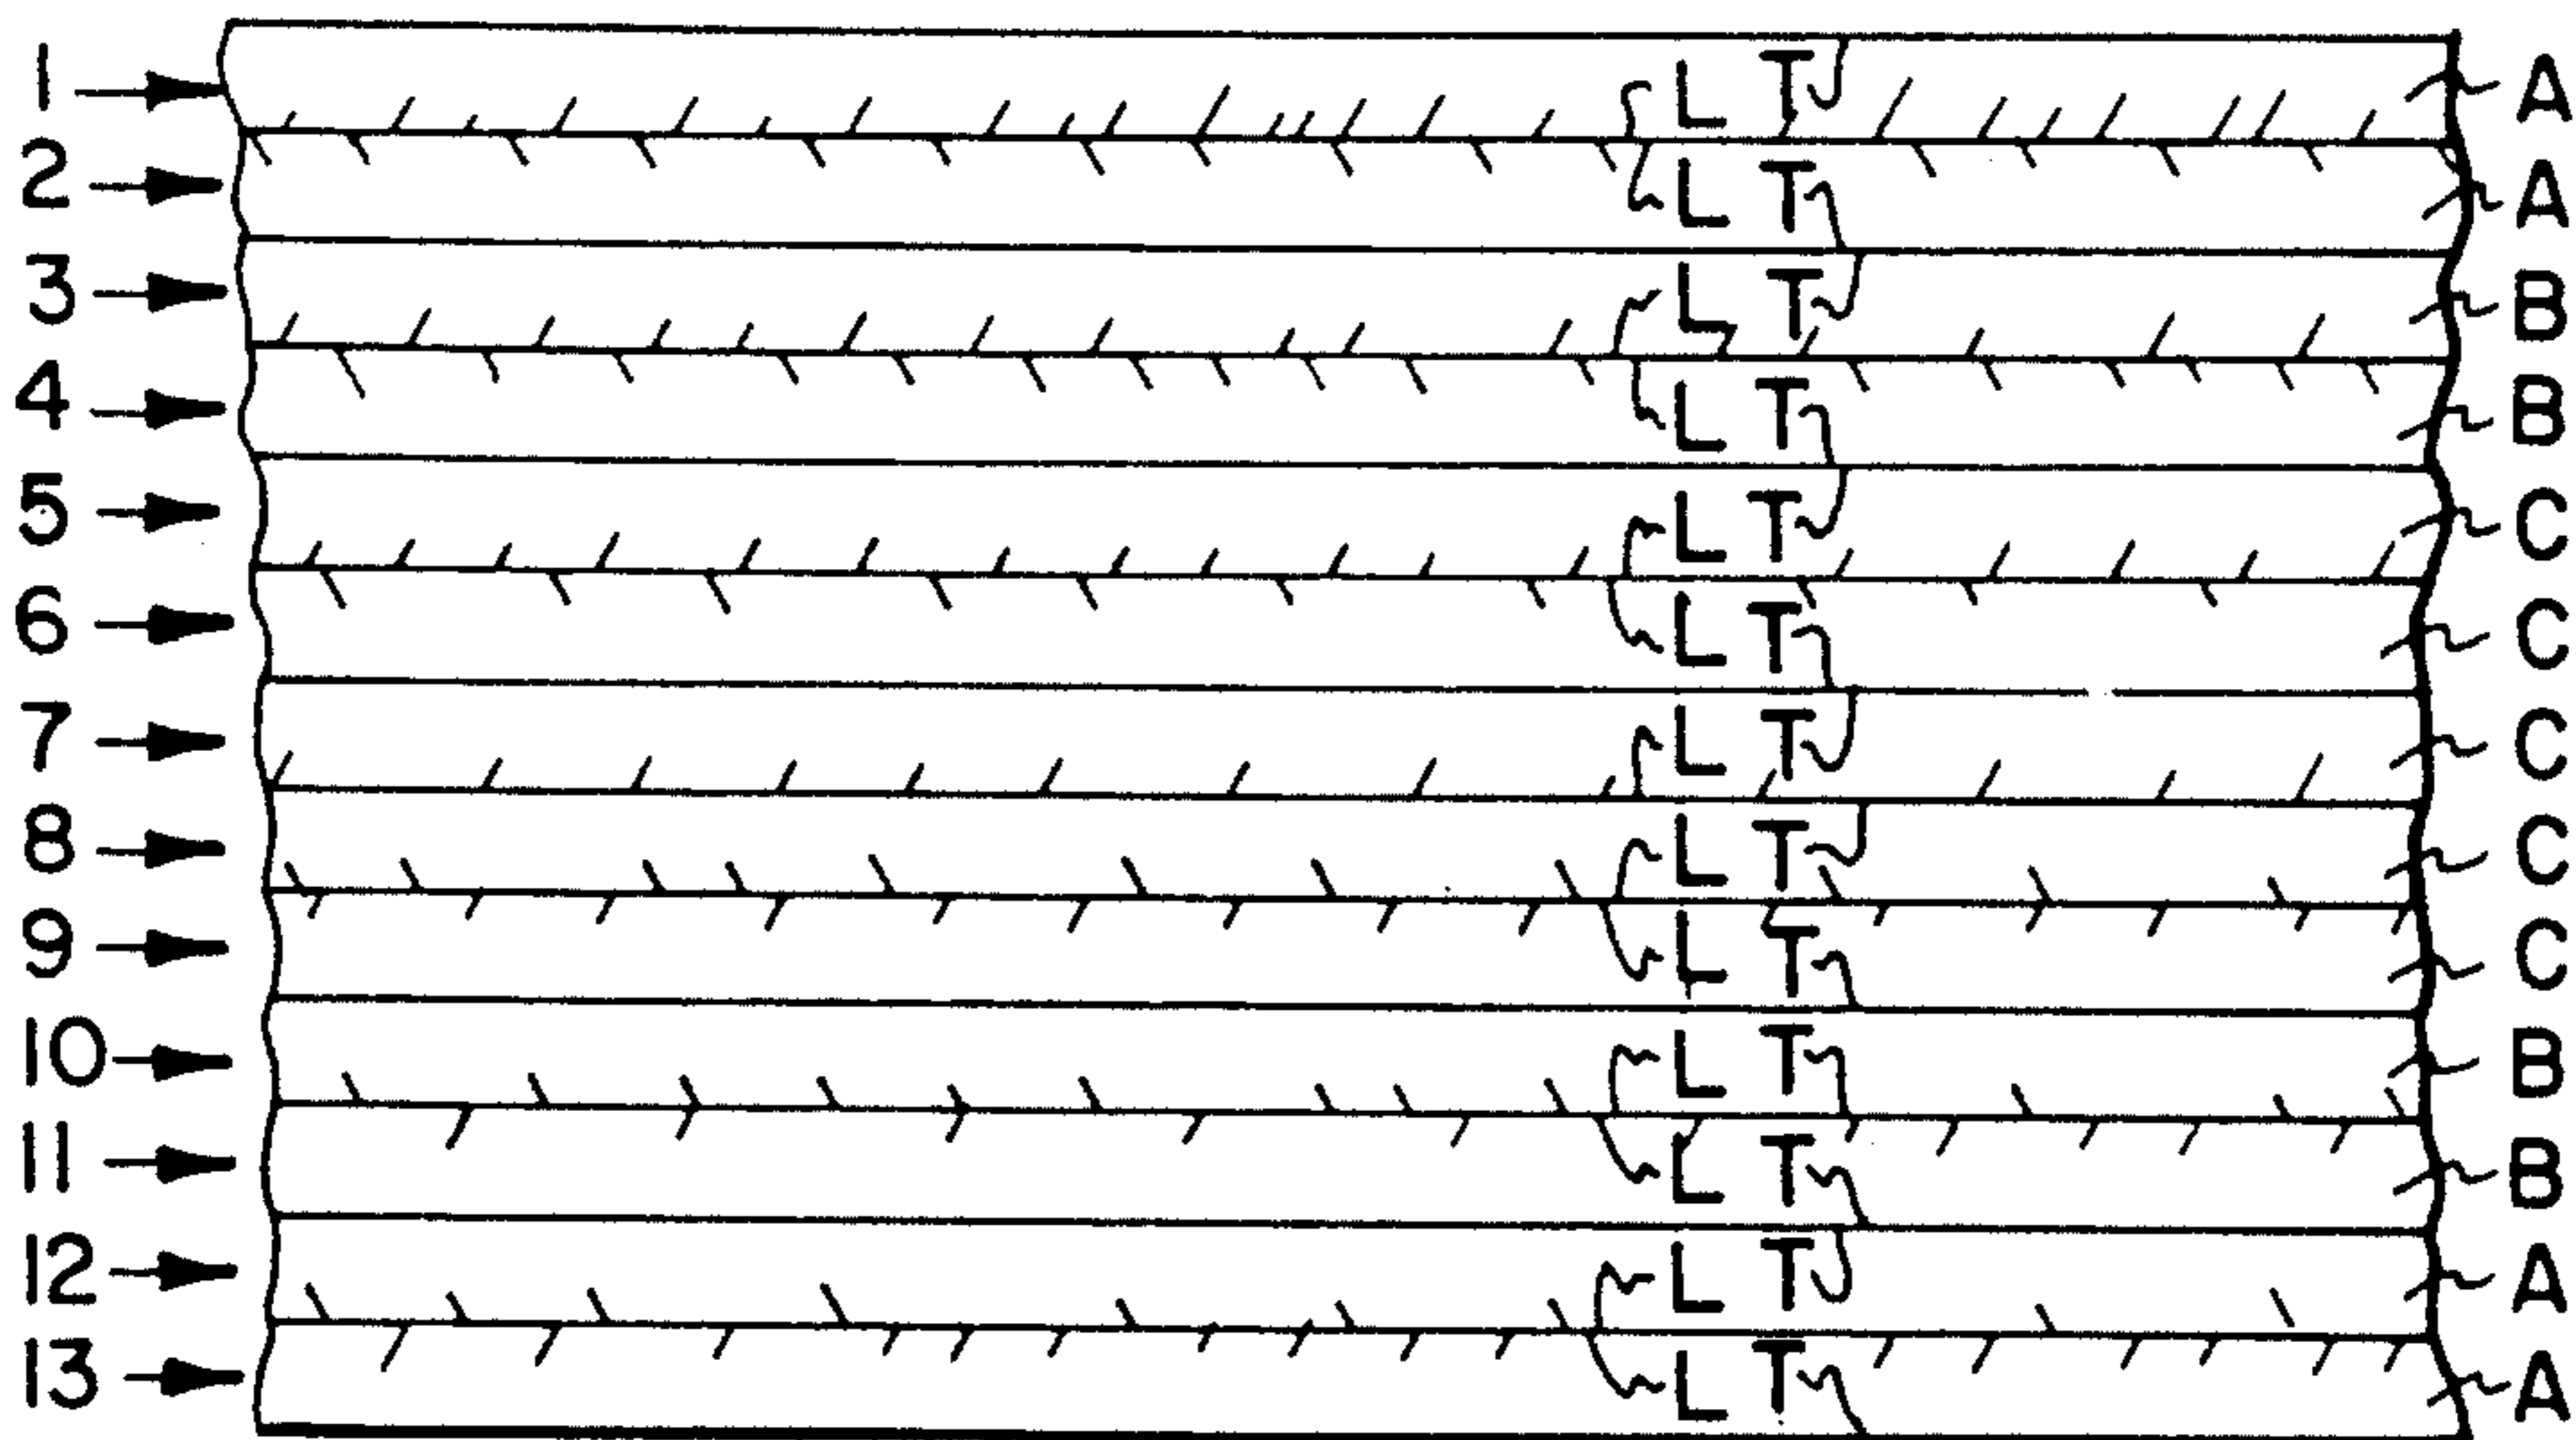 1 L T A
2 L T A
3 L T B
4 L T B
5 L T C
6 L T C
7 L T C
8 L T C
9 L T C
10 L T B
11 L T B
12 L T A
13 L T A